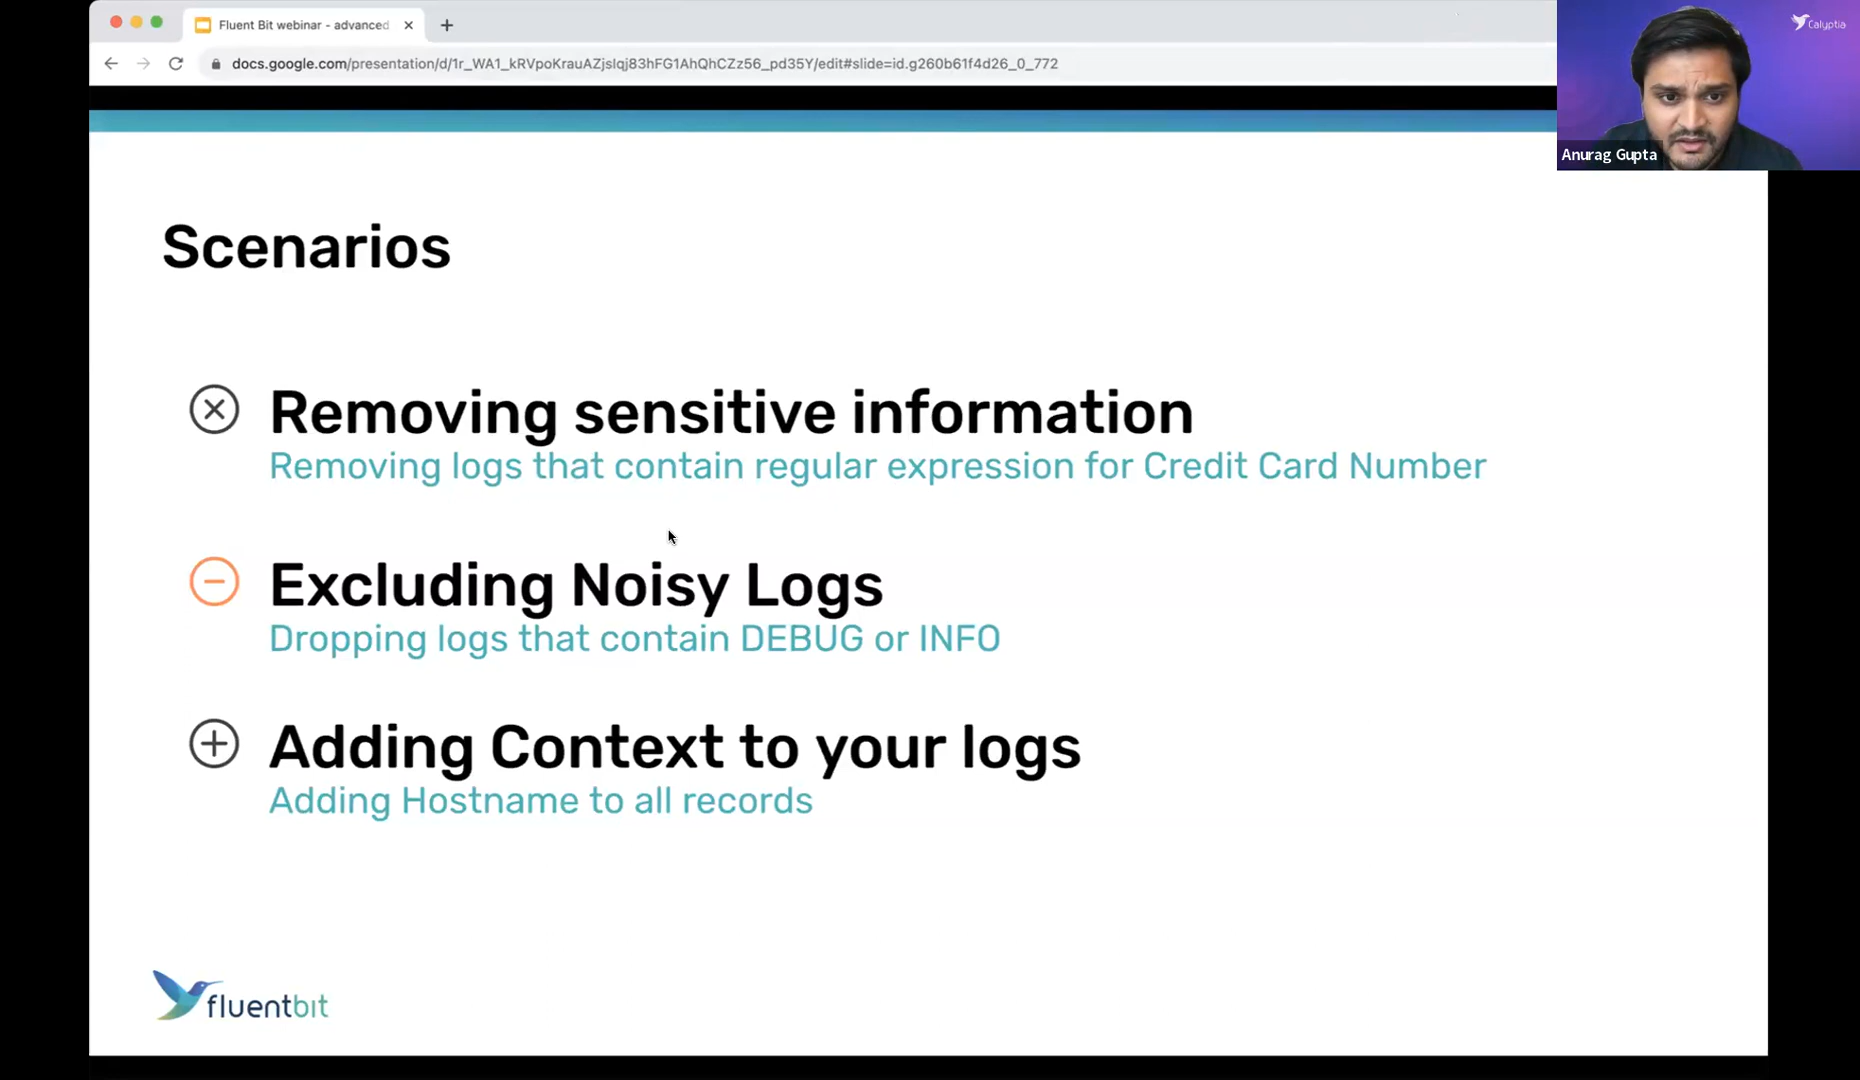 Fluent Bit webinar - advanced
docs.google.com/presentation/d/1r_WA1_kRVpoKrauAZjsIqj83hFG1AhQhCZz56_pd35Y/edit#slide=id.g260b61f4d26_0_772
Calyptia
Anurag Gupta
Scenarios
Removing sensitive information
Removing logs that contain regular expression for Credit Card Number
Excluding Noisy Logs
Dropping logs that contain DEBUG or INFO
Adding Context to your logs
Adding Hostname to all records
fluentbit